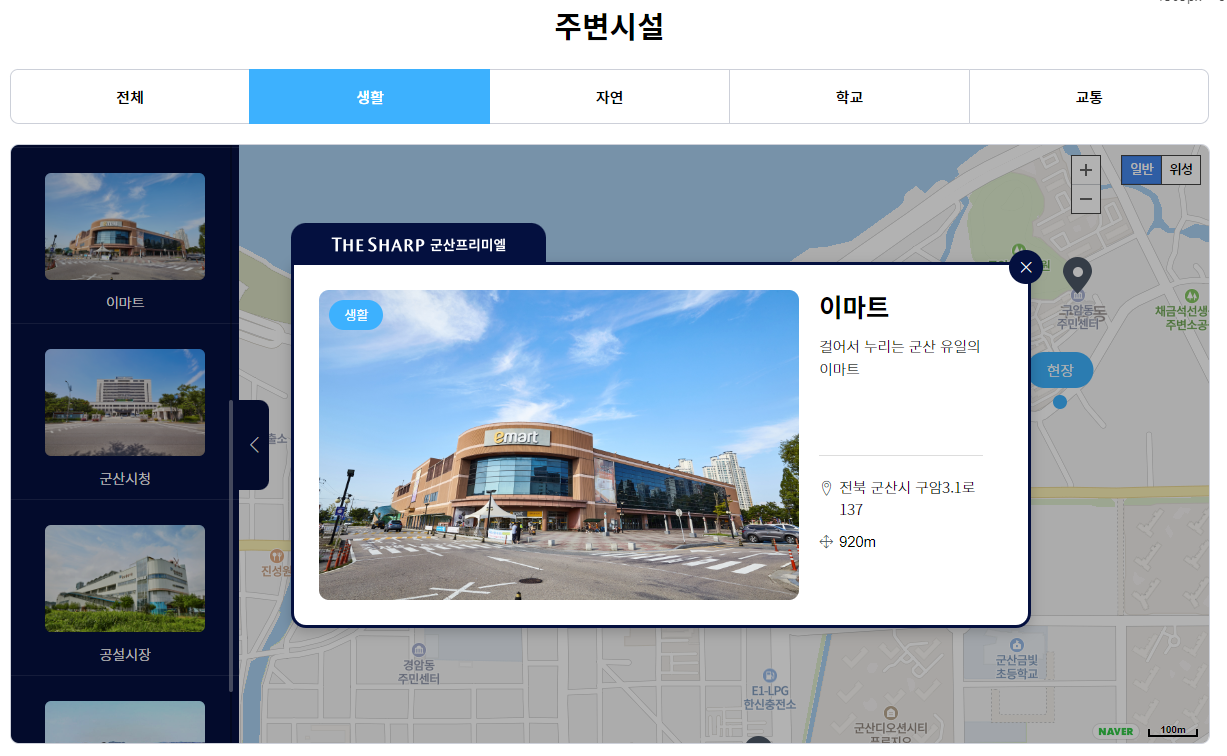 주변시설
전체
생활
자연
학교
교통
이마트
군산시청
공설시장
THE SHARP 군산프리미엘
생활
emart
이마트
걸어서 누리는 군산 유일의
이마트
전북 군산시 구암3.1로
137
920m
+
−
일반
위성
구암동
주민센터
채금석선생
주변소공
현장
출소
진성원
경암동
주민센터
E1-LPG
한신충전소
군산금빛
초등학교
군산디오션시티
푸르지오
NAVER
100m